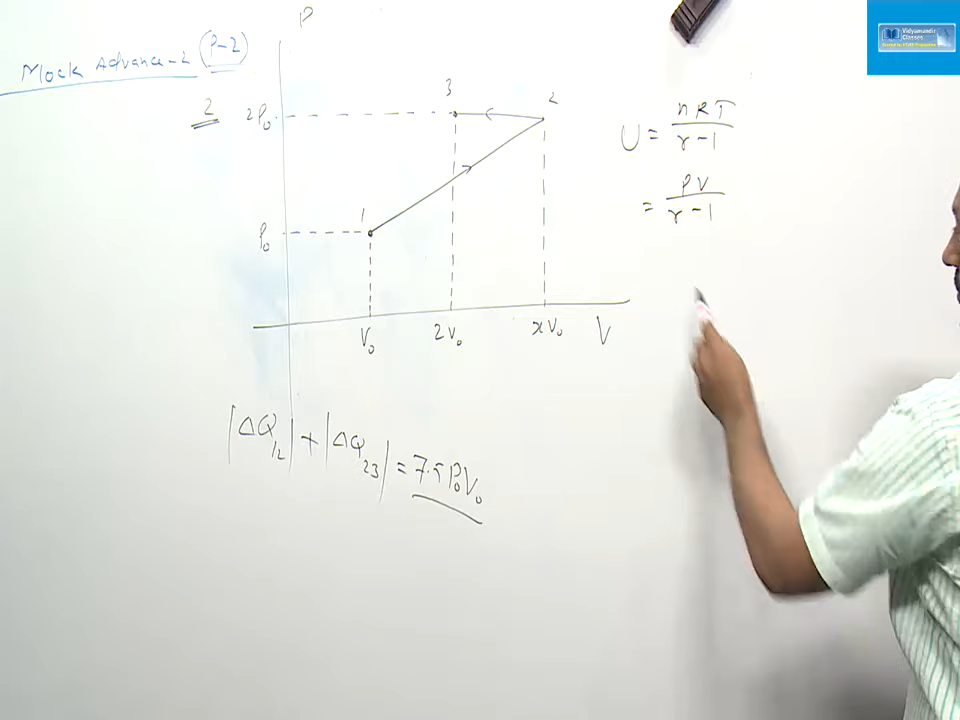 Mock Advance-2 (P-2)
2
P
2P₀
3
2
1
P₀
V₀
2V₀
xV₀
V
U = nRT / γ-1
= PV / γ-1
|ΔQ₁₂| + |ΔQ₂₃| = 7.5 P₀V₀
Vidyamandir
Classes